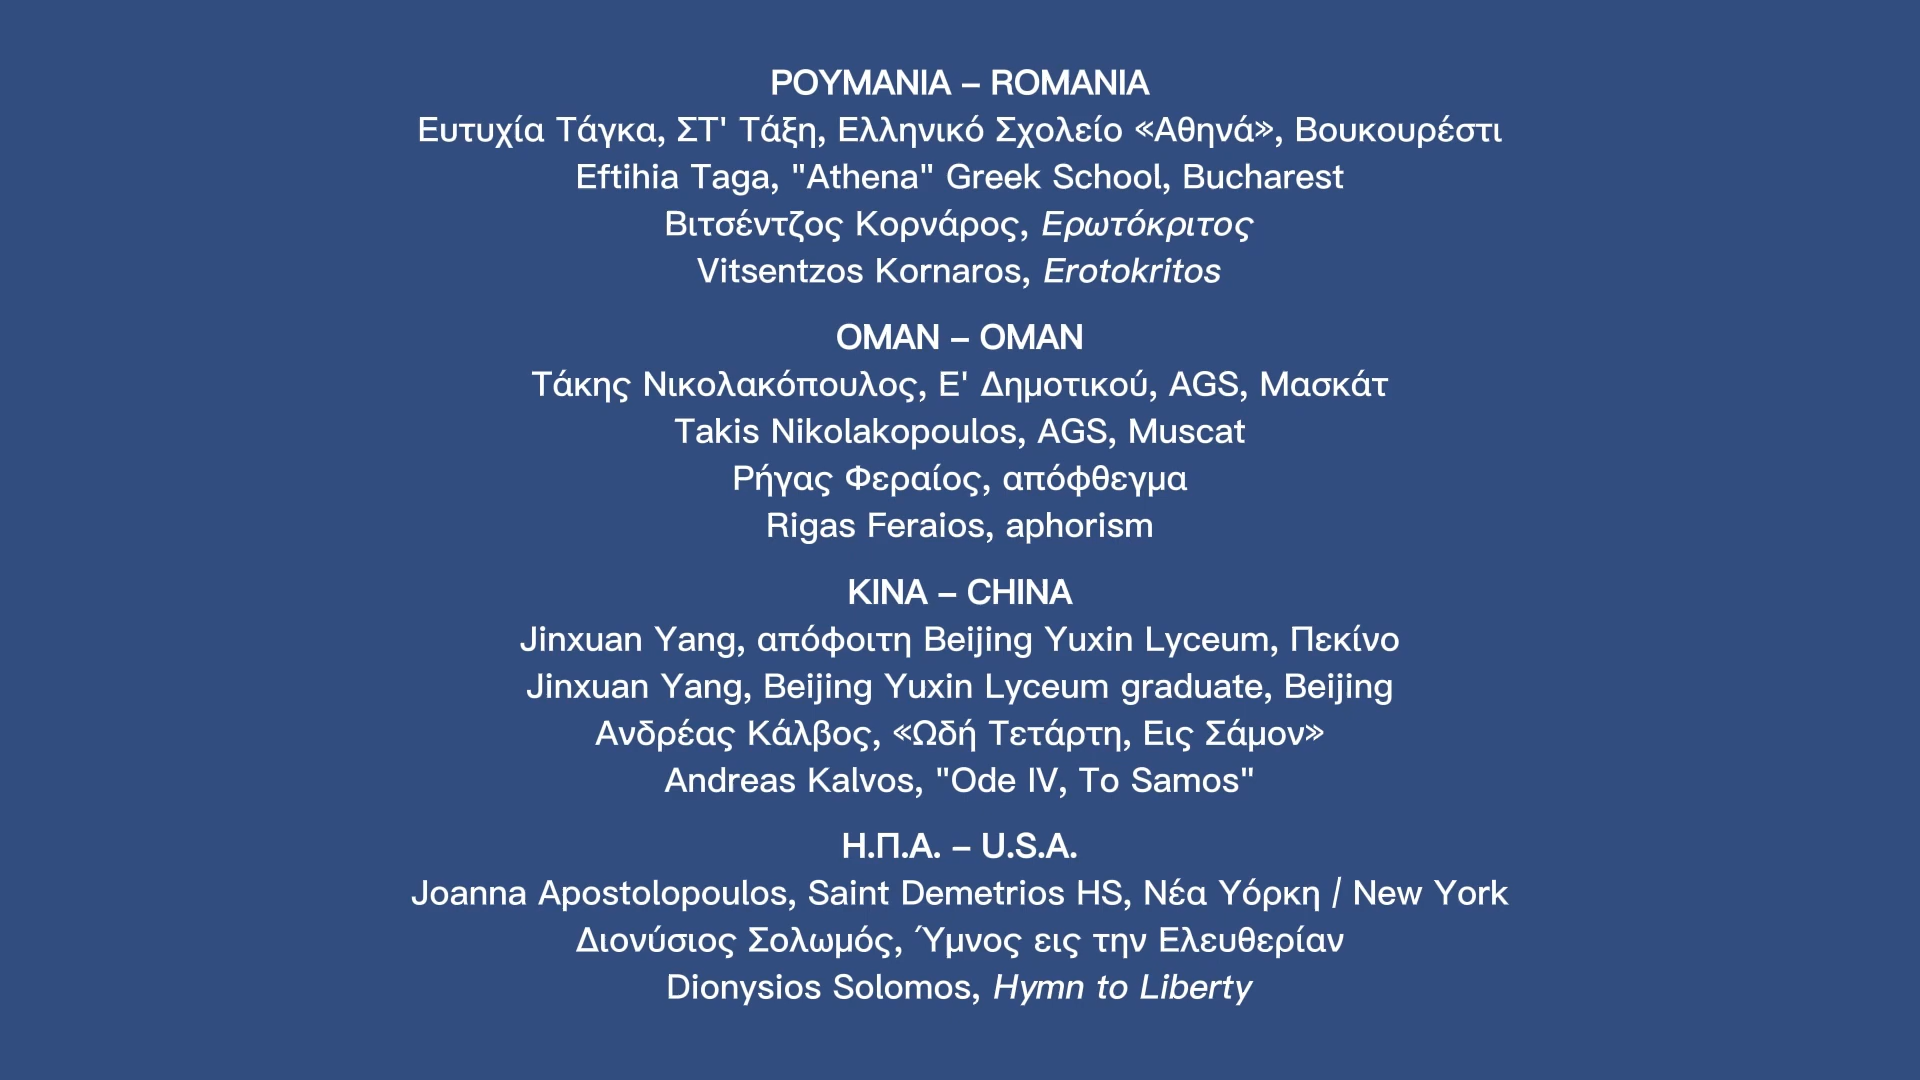 ΡΟΥΜΑΝΙΑ – ROMANIA
Ευτυχία Τάγκα, ΣΤ' Τάξη, Ελληνικό Σχολείο «Αθηνά», Βουκουρέστι
Eftihia Taga, "Athena" Greek School, Bucharest
Βιτσέντζος Κορνάρος, Ερωτόκριτος
Vitsentzos Kornaros, Erotokritos
ΟΜΑΝ – OMAN
Τάκης Νικολακόπουλος, Ε' Δημοτικού, AGS, Μασκάτ
Takis Nikolakopoulos, AGS, Muscat
Ρήγας Φεραίος, απόφθεγμα
Rigas Feraios, aphorism
ΚΙΝΑ – CHINA
Jinxuan Yang, απόφοιτη Beijing Yuxin Lyceum, Πεκίνο
Jinxuan Yang, Beijing Yuxin Lyceum graduate, Beijing
Ανδρέας Κάλβος, «Ωδή Τετάρτη, Εις Σάμον»
Andreas Kalvos, "Ode IV, To Samos"
Η.Π.Α. – U.S.A.
Joanna Apostolopoulos, Saint Demetrios HS, Νέα Υόρκη / New York
Διονύσιος Σολωμός, Ύμνος εις την Ελευθερίαν
Dionysios Solomos, Hymn to Liberty